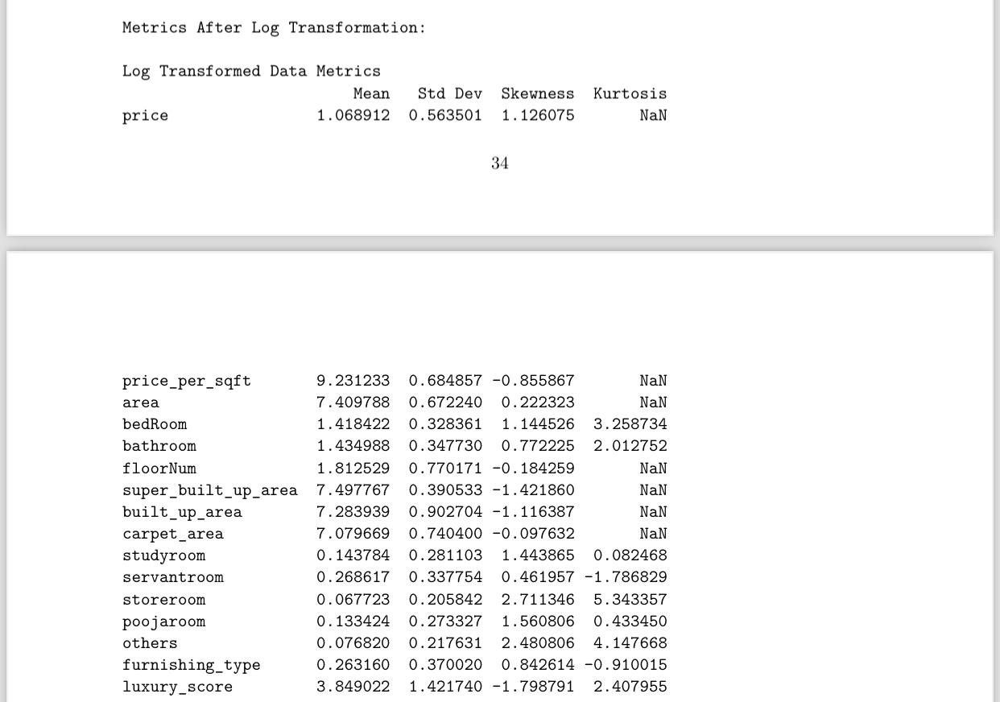 Metrics After Log Transformation:
Log Transformed Data Metrics
Mean Std Dev Skewness Kurtosis
price 1.068912 0.563501 1.126075 NaN
34
price_per_sqft 9.231233 0.684857 -0.855867 NaN
area 7.409788 0.672240 0.222323 NaN
bedRoom 1.418422 0.328361 1.144526 3.258734
bathroom 1.434988 0.347730 0.772225 2.012752
floorNum 1.812529 0.770171 -0.184259 NaN
super_built_up_area 7.497767 0.390533 -1.421860 NaN
built_up_area 7.283939 0.902704 -1.116387 NaN
carpet_area 7.079669 0.740400 -0.097632 NaN
studyroom 0.143784 0.281103 1.443865 0.082468
servantroom 0.268617 0.337754 0.461957 -1.786829
storeroom 0.067723 0.205842 2.711346 5.343357
poojaroom 0.133424 0.273327 1.560806 0.433450
others 0.076820 0.217631 2.480806 4.147668
furnishing_type 0.263160 0.370020 0.842614 -0.910015
luxury_score 3.849022 1.421740 -1.798791 2.407955